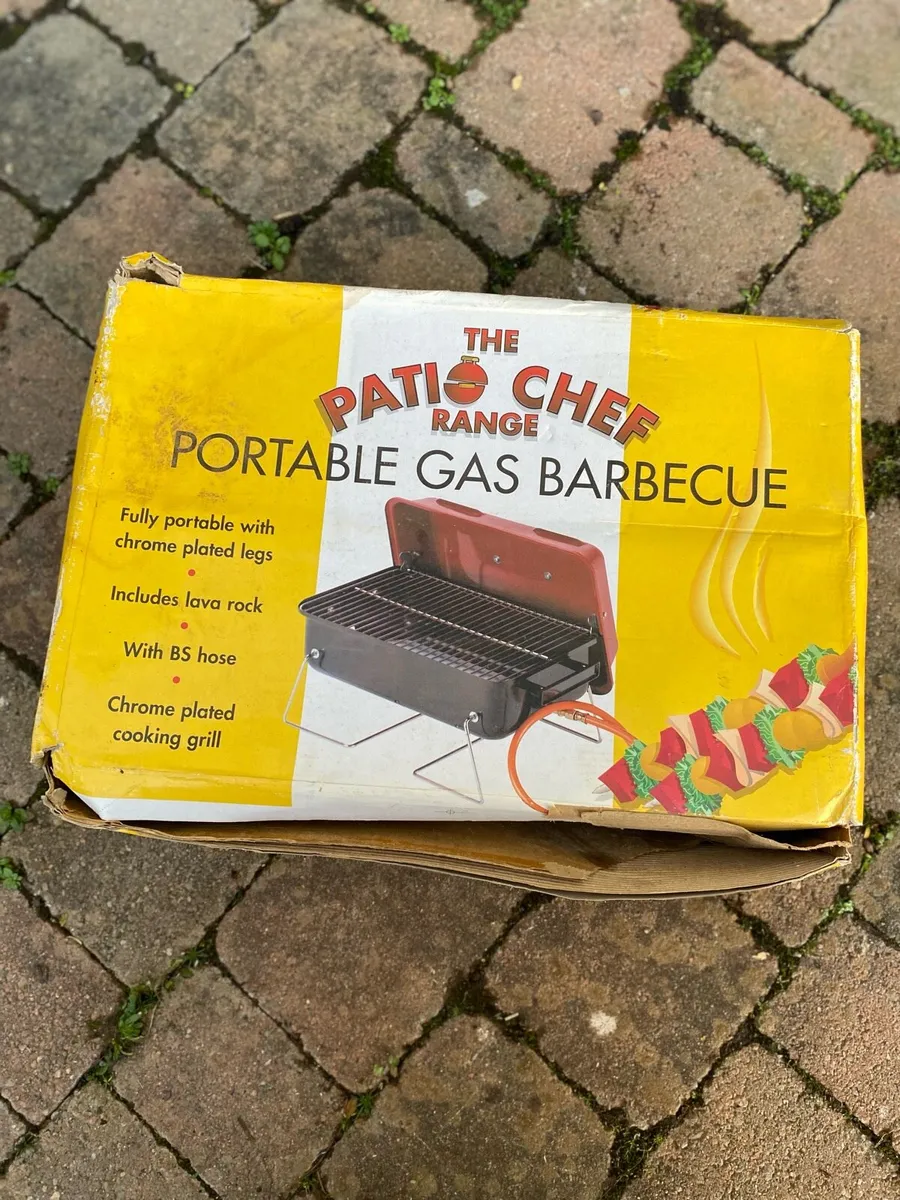 THE
PATIO CHEF
RANGE
PORTABLE GAS BARBECUE
Fully portable with
chrome plated legs
Includes lava rock
With BS hose
Chrome plated
cooking grill